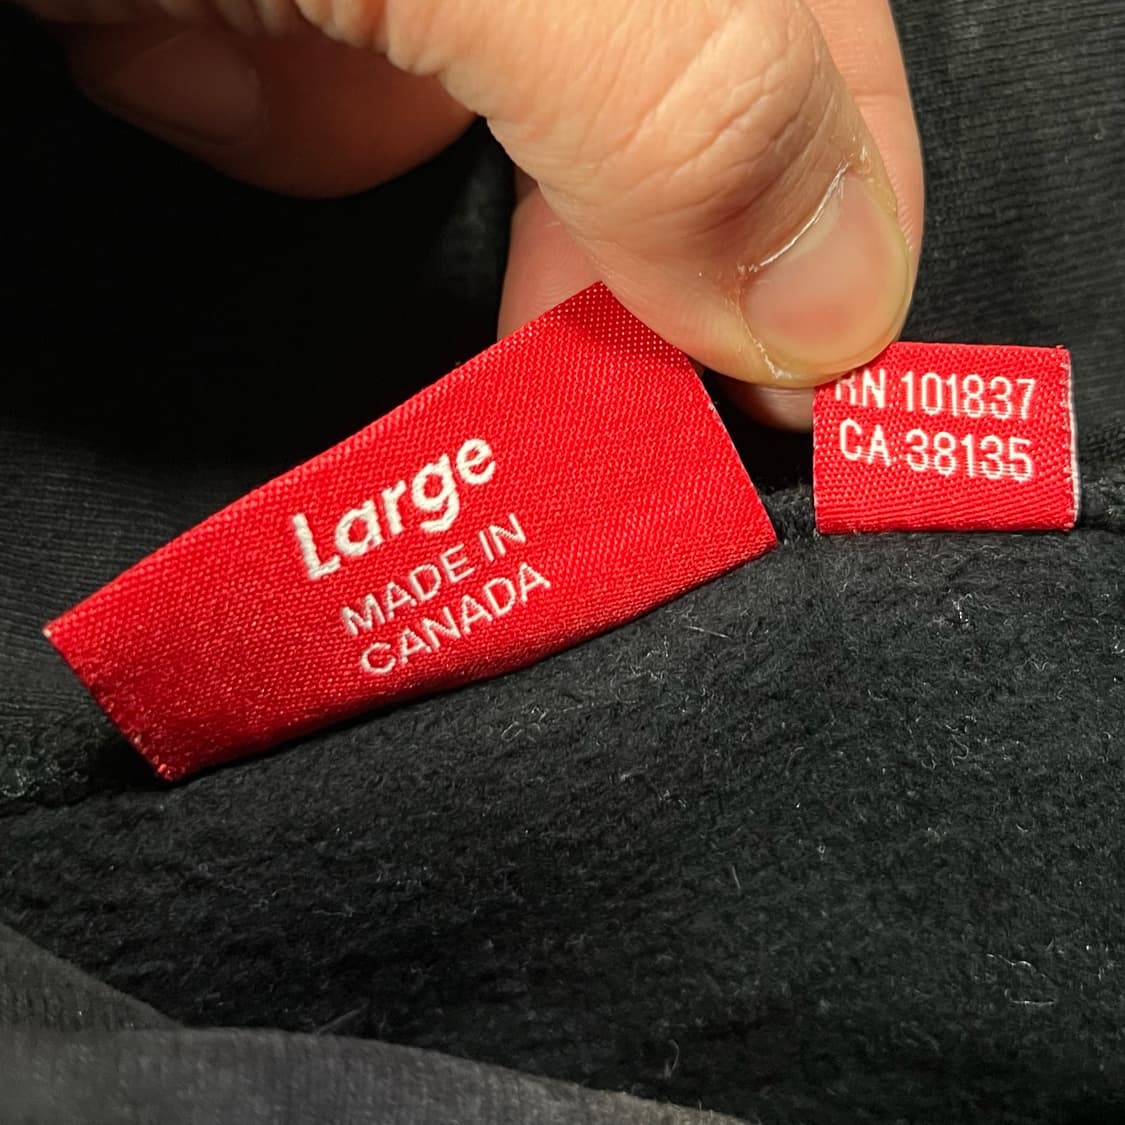 Large
MADE IN
CANADA
RN 101837
CA 38135